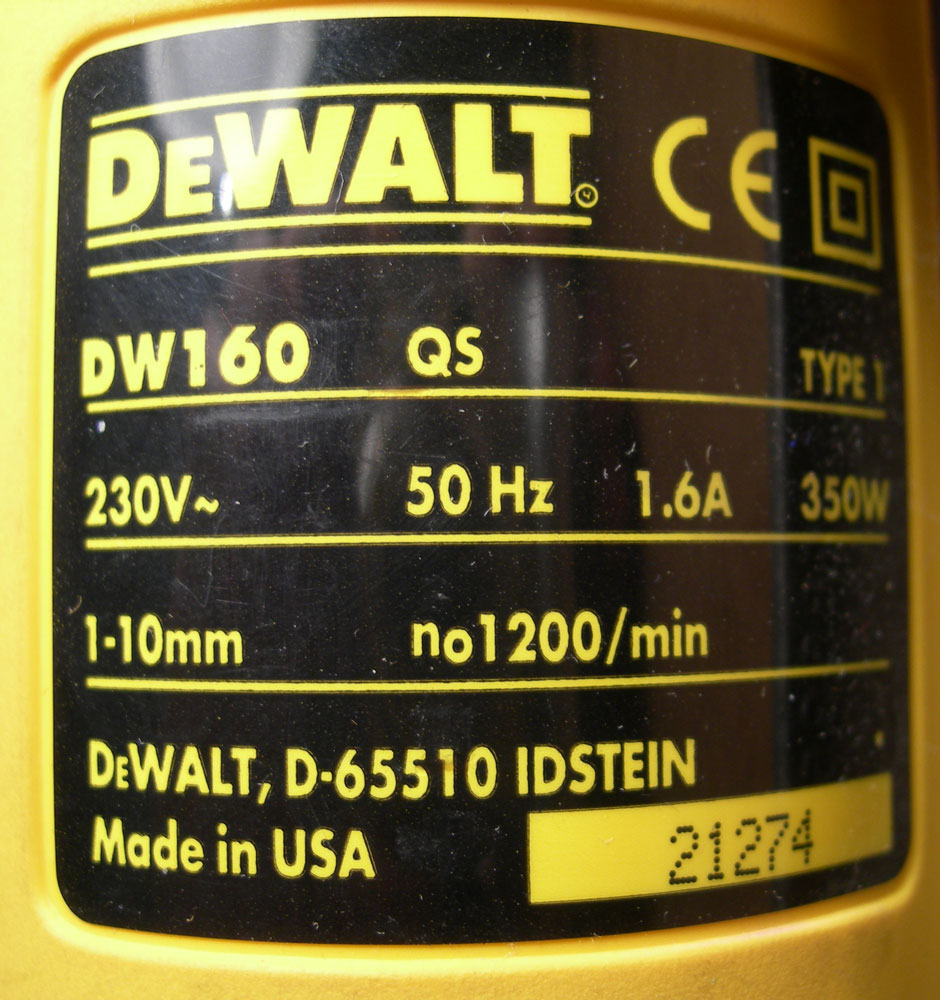 DEWALT® CE
DW160 QS TYPE 1
230V~ 50 Hz 1.6A 350W
1-10mm no1200/min
DEWALT, D-65510 IDSTEIN
Made in USA
21274